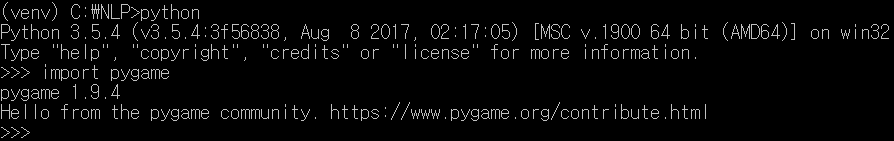 (venv) C:₩NLP>python
Python 3.5.4 (v3.5.4:3f56838, Aug  8 2017, 02:17:05) [MSC v.1900 64 bit (AMD64)] on win32
Type "help", "copyright", "credits" or "license" for more information.
>>> import pygame
pygame 1.9.4
Hello from the pygame community. https://www.pygame.org/contribute.html
>>>